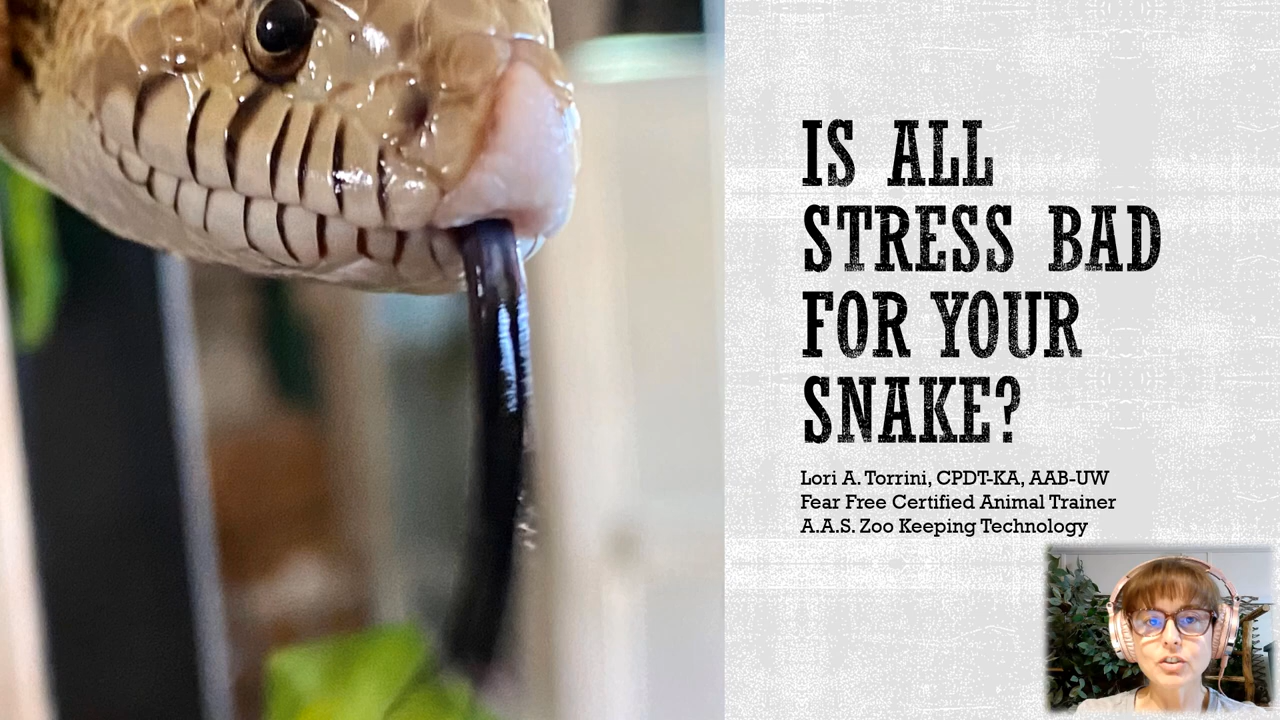 IS ALL
STRESS BAD
FOR YOUR
SNAKE?
Lori A. Torrini, CPDT-KA, AAB-UW
Fear Free Certified Animal Trainer
A.A.S. Zoo Keeping Technology